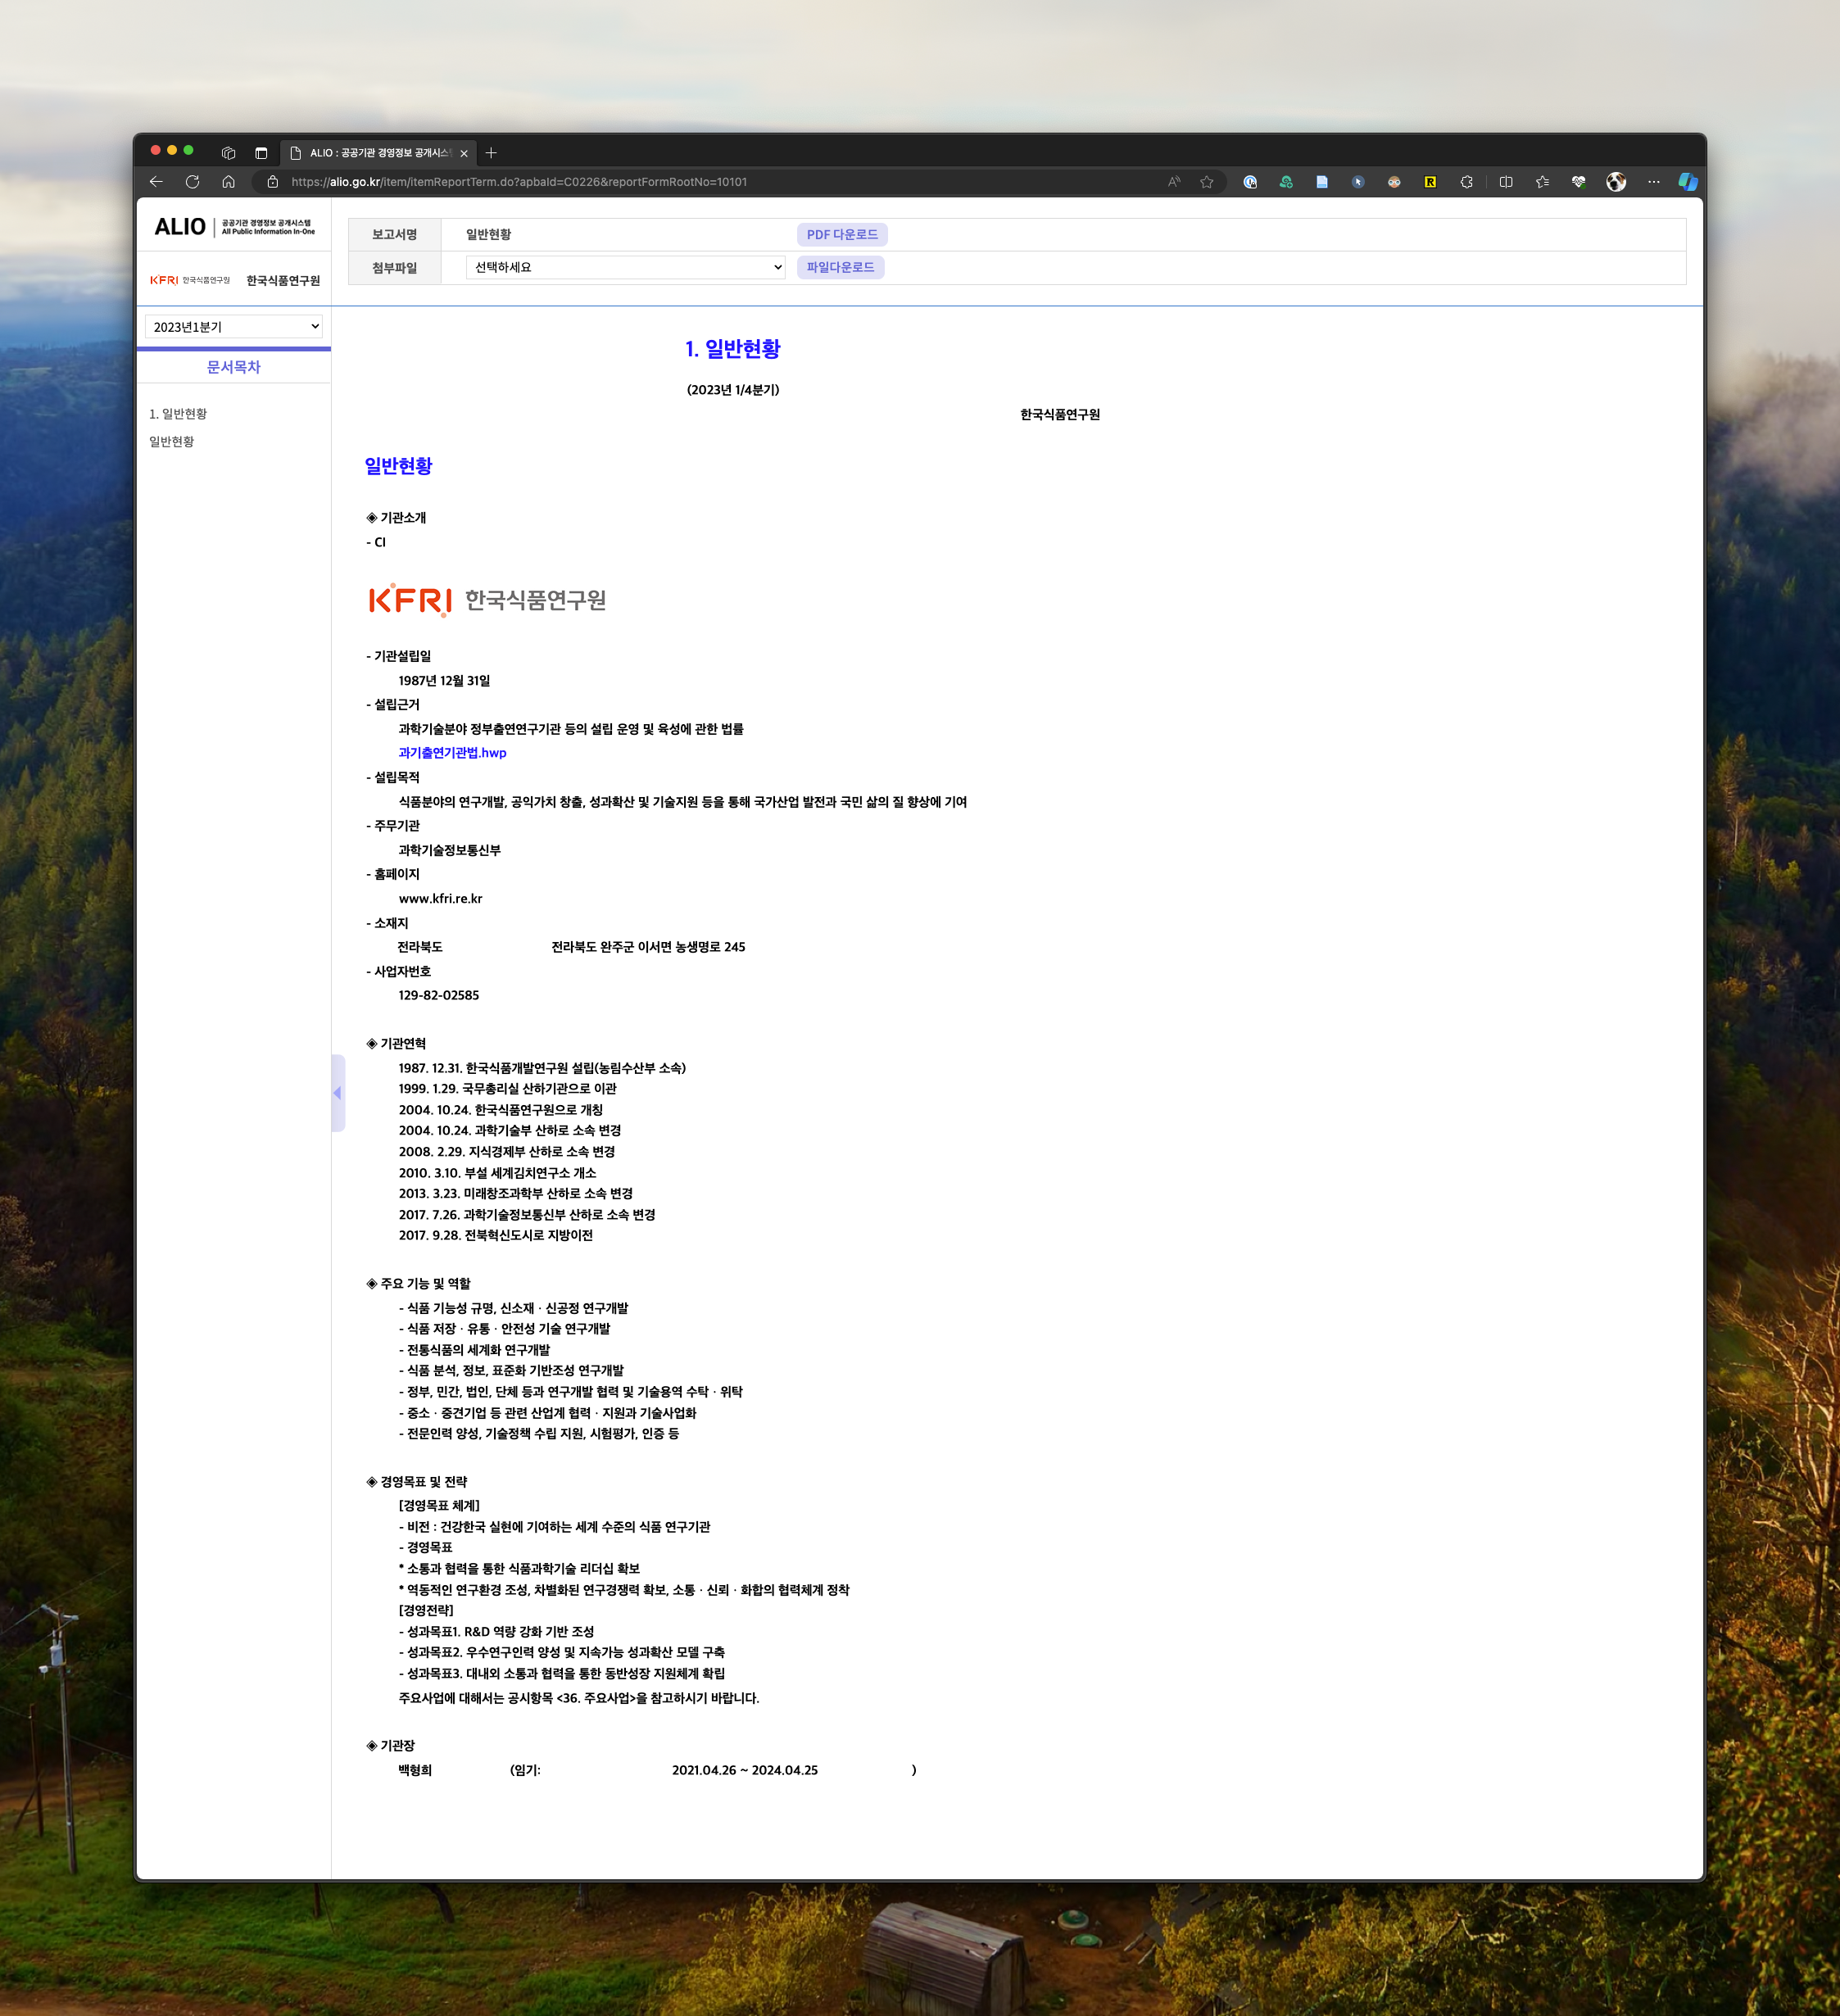 ALIO : 공공기관 경영정보 공개시스
https://alio.go.kr/item/itemReportTerm.do?apbaId=C0226&reportFormRootNo=10101
ALIO 공공기관 경영정보 공개시스템
All Public Information In-One
보고서명 일반현황 PDF 다운로드
첨부파일 선택하세요 파일다운로드
KFRI 한국식품연구원 한국식품연구원
2023년1분기
문서목차
1. 일반현황
일반현황
1. 일반현황
(2023년 1/4분기)
한국식품연구원
일반현황
◈ 기관소개
- CI
KFRI 한국식품연구원
- 기관설립일
1987년 12월 31일
- 설립근거
과학기술분야 정부출연연구기관 등의 설립 운영 및 육성에 관한 법률
과기출연기관법.hwp
- 설립목적
식품분야의 연구개발, 공익가치 창출, 성과확산 및 기술지원 등을 통해 국가산업 발전과 국민 삶의 질 향상에 기여
- 주무기관
과학기술정보통신부
- 홈페이지
www.kfri.re.kr
- 소재지
전라북도 전라북도 완주군 이서면 농생명로 245
- 사업자번호
129-82-02585
◈ 기관연혁
1987. 12.31. 한국식품개발연구원 설립(농림수산부 소속)
1999. 1.29. 국무총리실 산하기관으로 이관
2004. 10.24. 한국식품연구원으로 개칭
2004. 10.24. 과학기술부 산하로 소속 변경
2008. 2.29. 지식경제부 산하로 소속 변경
2010. 3.10. 부설 세계김치연구소 개소
2013. 3.23. 미래창조과학부 산하로 소속 변경
2017. 7.26. 과학기술정보통신부 산하로 소속 변경
2017. 9.28. 전북혁신도시로 지방이전
◈ 주요 기능 및 역할
- 식품 기능성 규명, 신소재ㆍ신공정 연구개발
- 식품 저장ㆍ유통ㆍ안전성 기술 연구개발
- 전통식품의 세계화 연구개발
- 식품 분석, 정보, 표준화 기반조성 연구개발
- 정부, 민간, 법인, 단체 등과 연구개발 협력 및 기술용역 수탁ㆍ위탁
- 중소ㆍ중견기업 등 관련 산업계 협력ㆍ지원과 기술사업화
- 전문인력 양성, 기술정책 수립 지원, 시험평가, 인증 등
◈ 경영목표 및 전략
[경영목표 체계]
- 비전 : 건강한국 실현에 기여하는 세계 수준의 식품 연구기관
- 경영목표
* 소통과 협력을 통한 식품과학기술 리더십 확보
* 역동적인 연구환경 조성, 차별화된 연구경쟁력 확보, 소통ㆍ신뢰ㆍ화합의 협력체계 정착
[경영전략]
- 성과목표1. R&D 역량 강화 기반 조성
- 성과목표2. 우수연구인력 양성 및 지속가능 성과확산 모델 구축
- 성과목표3. 대내외 소통과 협력을 통한 동반성장 지원체계 확립
주요사업에 대해서는 공시항목 <36. 주요사업>을 참고하시기 바랍니다.
◈ 기관장
백형희 (임기: 2021.04.26 ~ 2024.04.25 )